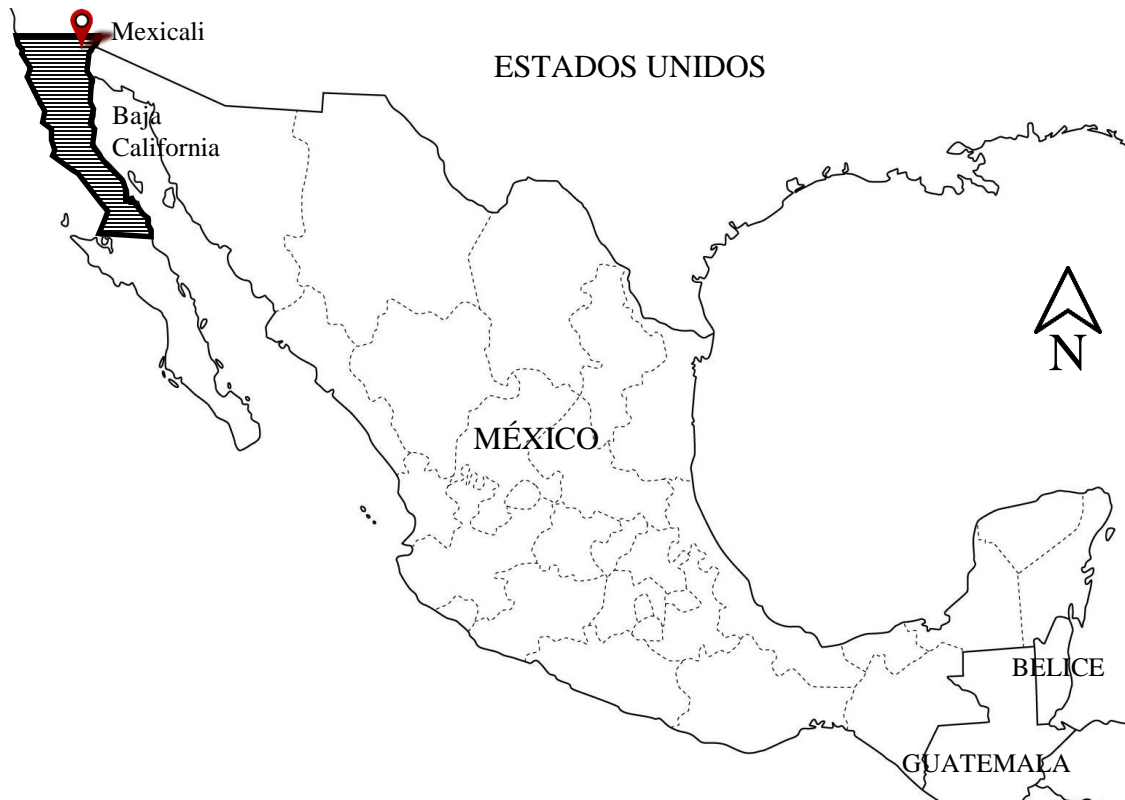 Mexicali
ESTADOS UNIDOS
Baja
California
N
MÉXICO
BELICE
GUATEMALA